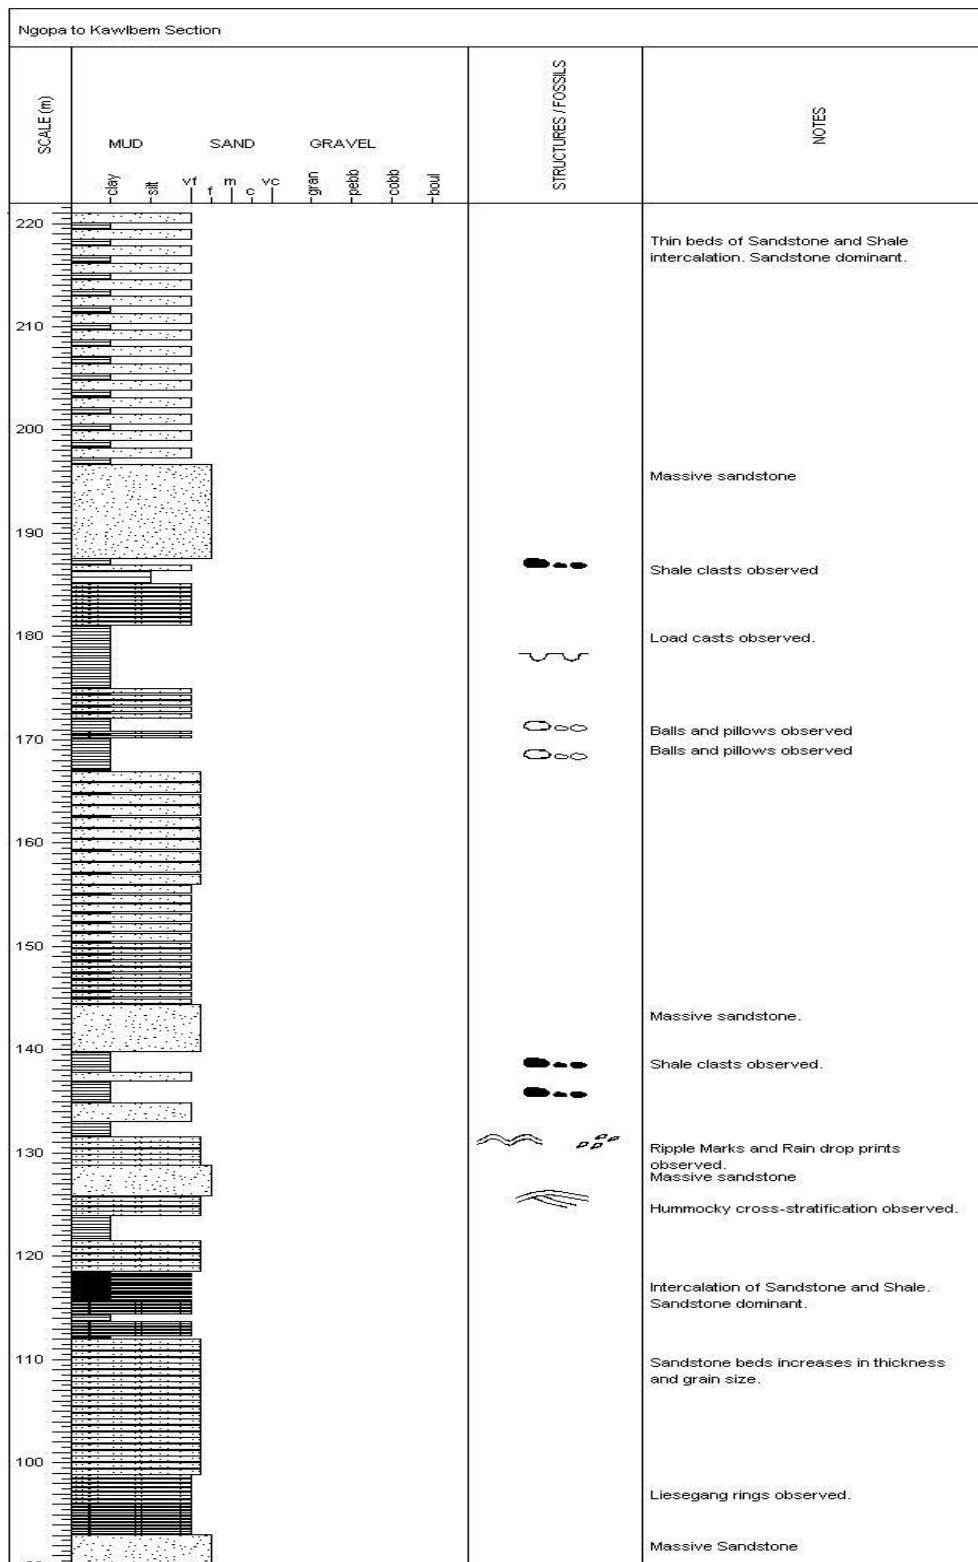 Ngopa to Kawlbem Section
SCALE (m)
MUD SAND GRAVEL
clay silt vf f m c vc gran pebb cobb boul
STRUCTURES / FOSSILS
NOTES
220
Thin beds of Sandstone and Shale
intercalation. Sandstone dominant.
210
200
Massive sandstone
190
Shale clasts observed
180
Load casts observed.
170
Balls and pillows observed
Balls and pillows observed
160
150
Massive sandstone.
140
Shale clasts observed.
130
Ripple Marks and Rain drop prints
observed.
Massive sandstone
Hummocky cross-stratification observed.
120
Intercalation of Sandstone and Shale.
Sandstone dominant.
110
Sandstone beds increases in thickness
and grain size.
100
Liesegang rings observed.
Massive Sandstone